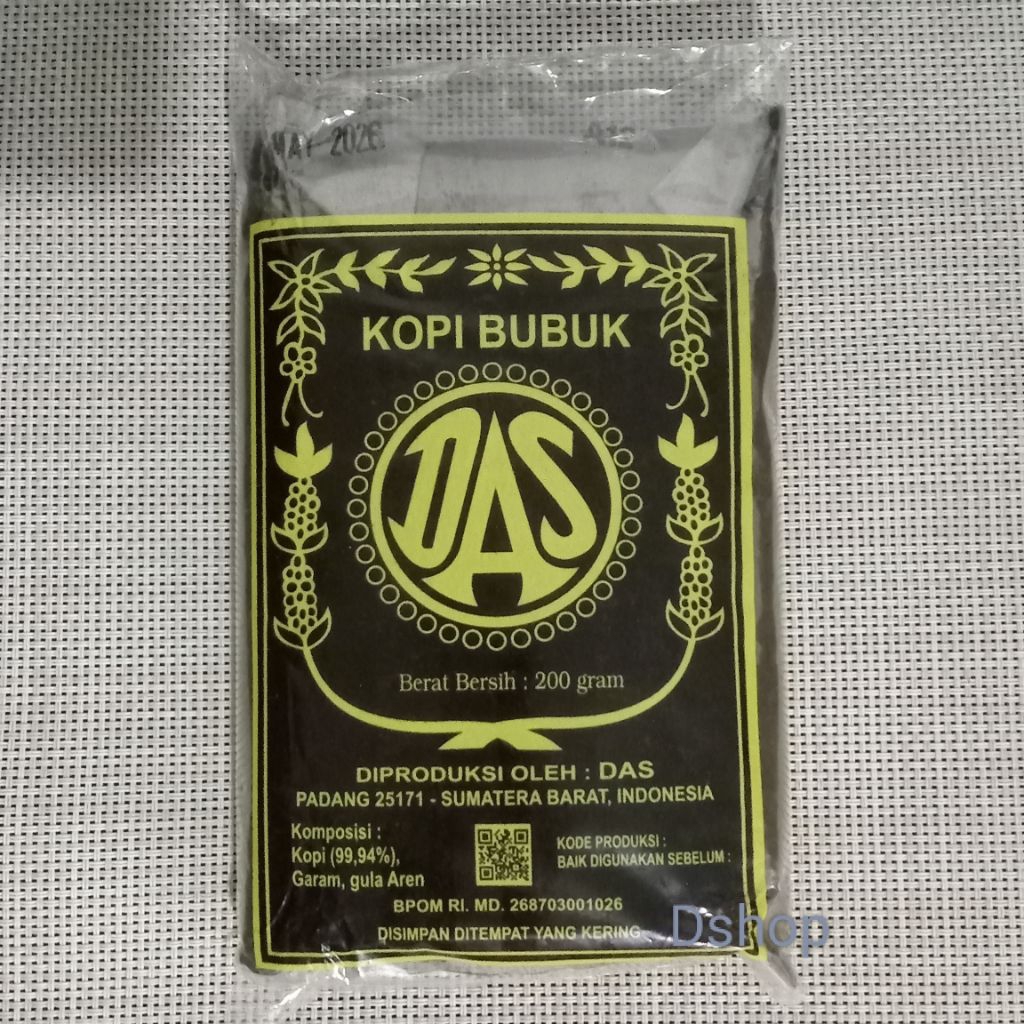 MAY 2026
KOPI BUBUK
DAS
Berat Bersih : 200 gram
DIPRODUKSI OLEH : DAS
PADANG 25171 - SUMATERA BARAT, INDONESIA
Komposisi :
Kopi (99,94%),
Garam, gula Aren
KODE PRODUKSI :
BAIK DIGUNAKAN SEBELUM :
BPOM RI. MD. 268703001026
DISIMPAN DITEMPAT YANG KERING
Dshop